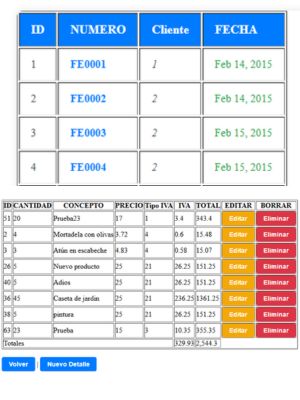 ID NUMERO Cliente FECHA
1 FE0001 1 Feb 14, 2015
2 FE0002 2 Feb 14, 2015
3 FE0003 2 Feb 15, 2015
4 FE0004 2 Feb 15, 2015
ID CANTIDAD CONCEPTO PRECIO Tipo IVA IVA TOTAL EDITAR BORRAR
51 20 Prueba23 17 1 3.4 343.4 Editar Eliminar
2 4 Mortadela con olivas 3.72 4 0.6 15.48 Editar Eliminar
3 3 Atún en escabeche 4.83 4 0.58 15.07 Editar Eliminar
26 5 Nuevo producto 25 21 26.25 151.25 Editar Eliminar
40 5 Adios 25 21 26.25 151.25 Editar Eliminar
36 45 Caseta de jardin 25 21 236.25 1361.25 Editar Eliminar
38 5 pintura 25 21 26.25 151.25 Editar Eliminar
63 23 Prueba 15 3 10.35 355.35 Editar Eliminar
Totales 329.93 2,544.3
Volver | Nuevo Detalle